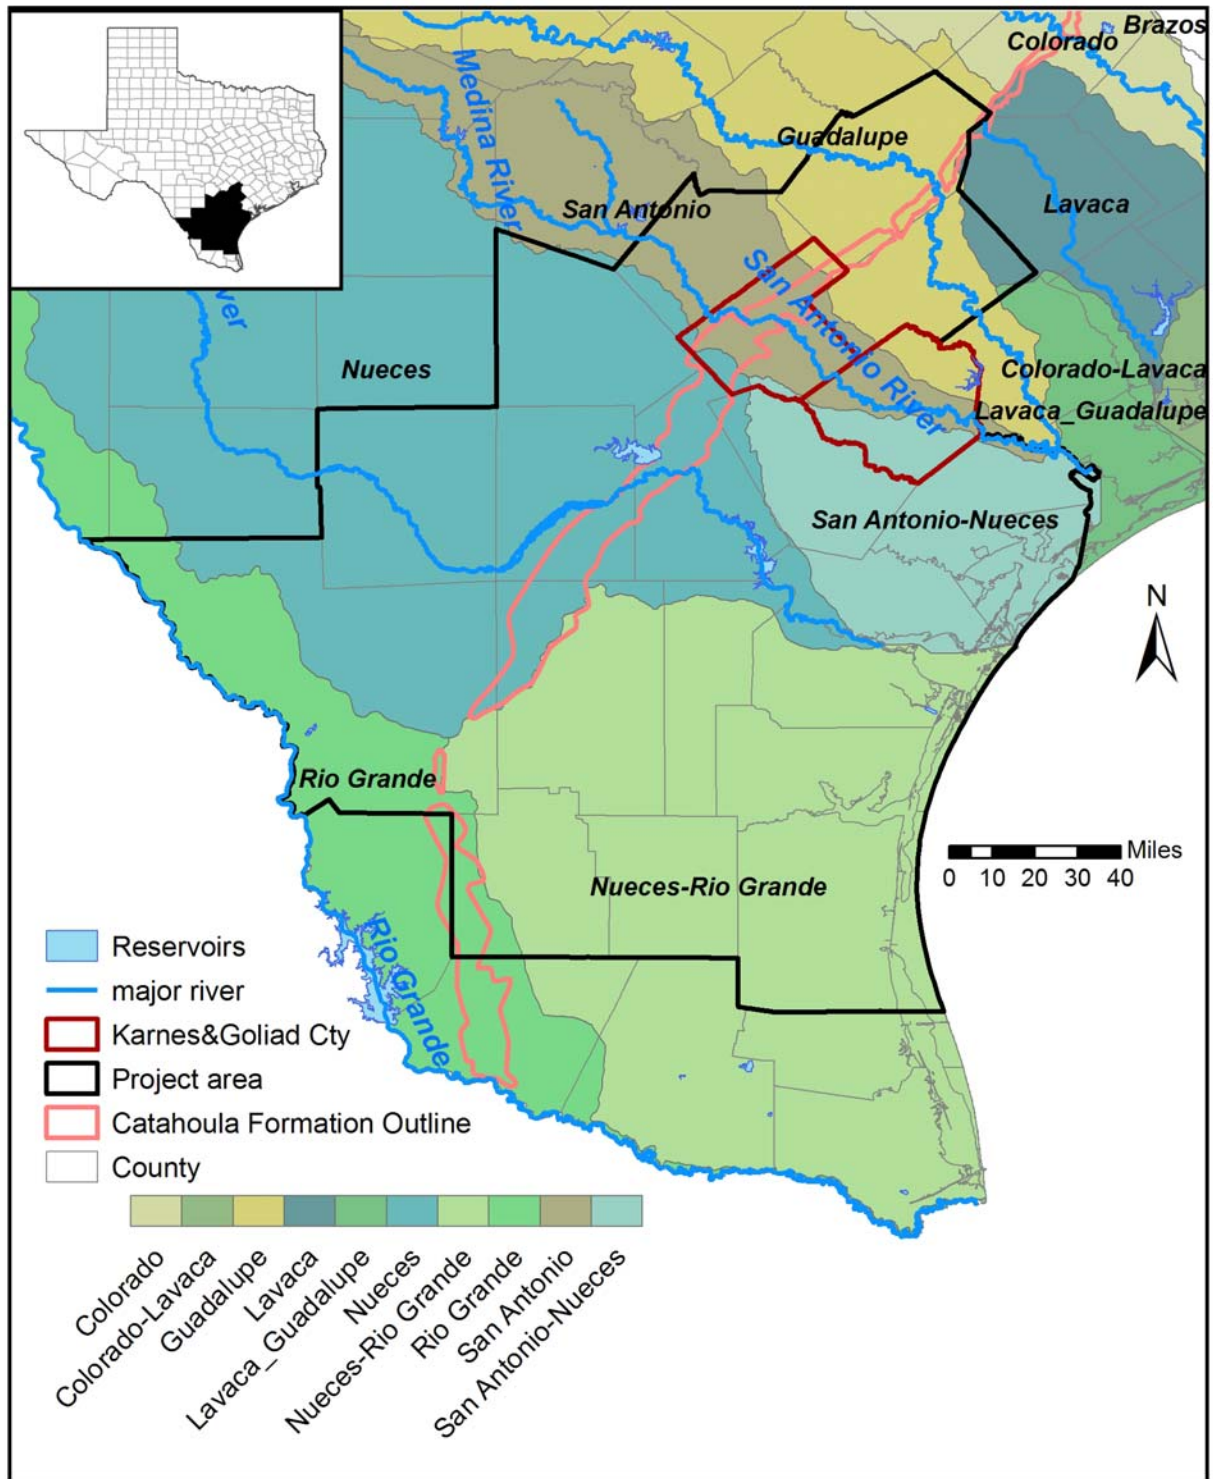 Brazos
Colorado
Medina River
Guadalupe
San Antonio
Lavaca
San Antonio River
ver
Nueces
Colorado-Lavaca
Lavaca_Guadalupe
San Antonio-Nueces
N
Rio Grande
Miles
0 10 20 30 40
Nueces-Rio Grande
Rio Grande
Reservoirs
major river
Karnes&Goliad Cty
Project area
Catahoula Formation Outline
County
Colorado
Colorado-Lavaca
Guadalupe
Lavaca
Lavaca_Guadalupe
Nueces
Nueces-Rio Grande
Rio Grande
San Antonio
San Antonio-Nueces